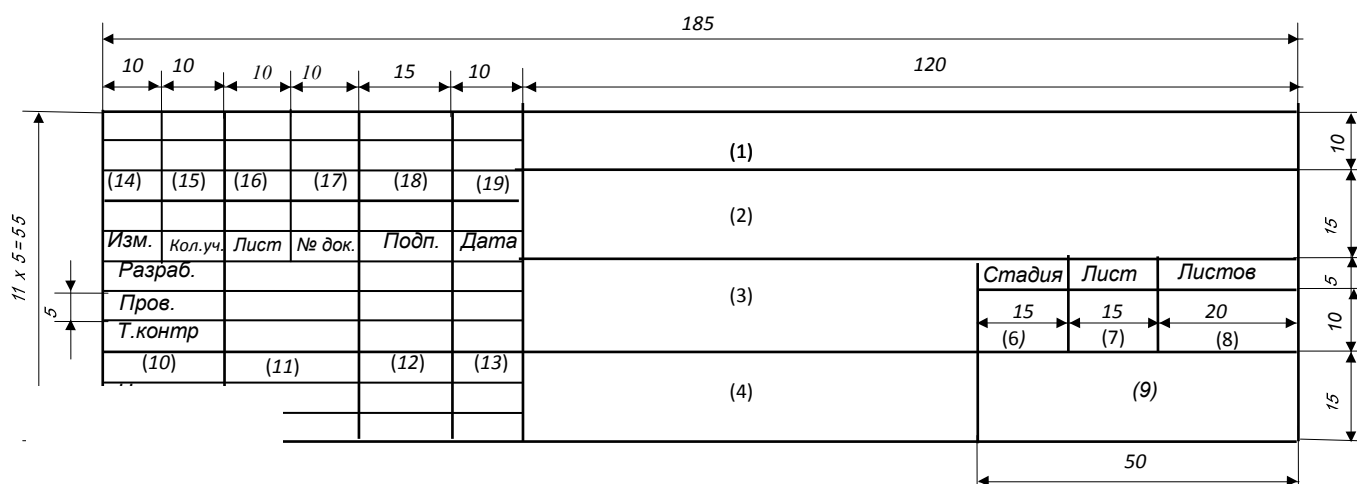 185
10 10 10 10 15 10 120
(1) 10
(14) (15) (16) (17) (18) (19)
(2) 15
Изм. Кол.уч. Лист № док. Подп. Дата
11 x 5=55
Разраб. Стадия Лист Листов 5
5 Пров. (3) 15 15 20 10
Т.контр (6) (7) (8)
(10) (11) (12) (13)
(4) (9) 15
50